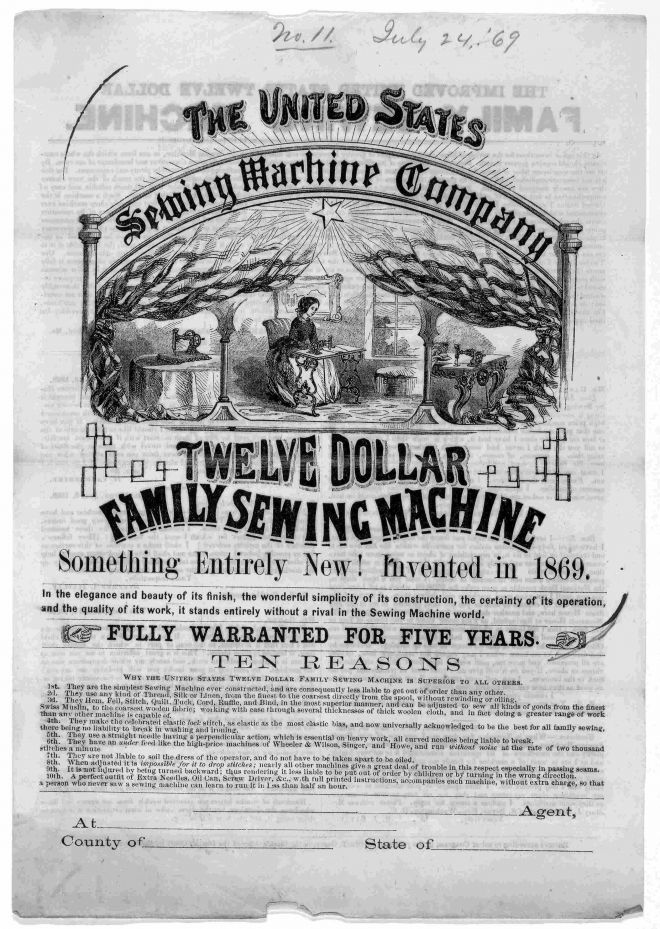 No. 11. July 24,'69
THE UNITED STATES
Sewing Machine Company
TWELVE DOLLAR
FAMILY SEWING MACHINE
Something Entirely New! Invented in 1869.
In the elegance and beauty of its finish, the wonderful simplicity of its construction, the certainty of its operation,
and the quality of its work, it stands entirely without a rival in the Sewing Machine world.
FULLY WARRANTED FOR FIVE YEARS.
TEN REASONS
WHY THE UNITED STATES TWELVE DOLLAR FAMILY SEWING MACHINE IS SUPERIOR TO ALL OTHERS.
1st. They are the simplest Sewing Machine ever constructed, and are consequently less liable to get out of order than any other.
2d. They use any kind of Thread, Silk or Linen, from the finest to the coarsest directly from the spool, without rewinding or oiling.
3d. They Hem, Fell, Stitch, Quilt, Tuck, Cord, Ruffle, and Bind, in the most superior manner, and can be adjusted to sew all kinds of goods from the finest
Swiss Muslin, to the coarsest woolen fabric; working with ease through several thicknesses of thick woolen cloth, and in fact doing a greater range of work
than any other machine is capable of.
4th. They make the celebrated elastic lock stitch, as elastic as the most elastic bias, and now universally acknowledged to be the best for all family sewing,
there being no liability to break in washing and ironing.
5th. They use a straight needle having a perpendicular action, which is essential on heavy work, all curved needles being liable to break.
6th. They have an under feed like the high-price machines of Wheeler & Wilson, Singer, and Howe, and run without noise at the rate of two thousand
stitches a minute.
7th. They are not liable to soil the dress of the operator, and do not have to be taken apart to be oiled.
8th. When adjusted it is impossible for it to drop stitches; nearly all other machines give a great deal of trouble in this respect especially in passing seams.
9th. It is not injured by being turned backward; thus rendering it less liable to be put out of order by children or by turning in the wrong direction.
10th. A perfect outfit of Extra Needles, Oil Can, Screw Driver, &c., with full printed instructions, accompanies each machine, without extra charge, so that
a person who never saw a sewing machine can learn to run it in less than half an hour.
Agent,
At
County of State of